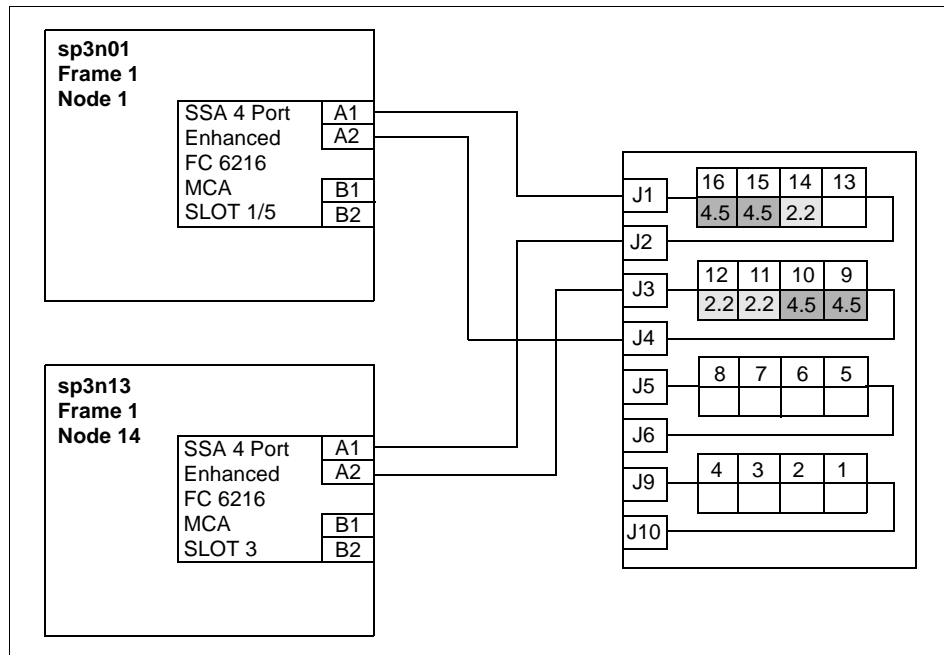 sp3n01
Frame 1
Node 1
SSA 4 Port
Enhanced
FC 6216
MCA
SLOT 1/5
A1
A2
B1
B2
sp3n13
Frame 1
Node 14
SSA 4 Port
Enhanced
FC 6216
MCA
SLOT 3
A1
A2
B1
B2
J1
J2
J3
J4
J5
J6
J9
J10
16 15 14 13
4.5 4.5 2.2
12 11 10 9
2.2 2.2 4.5 4.5
8 7 6 5
4 3 2 1